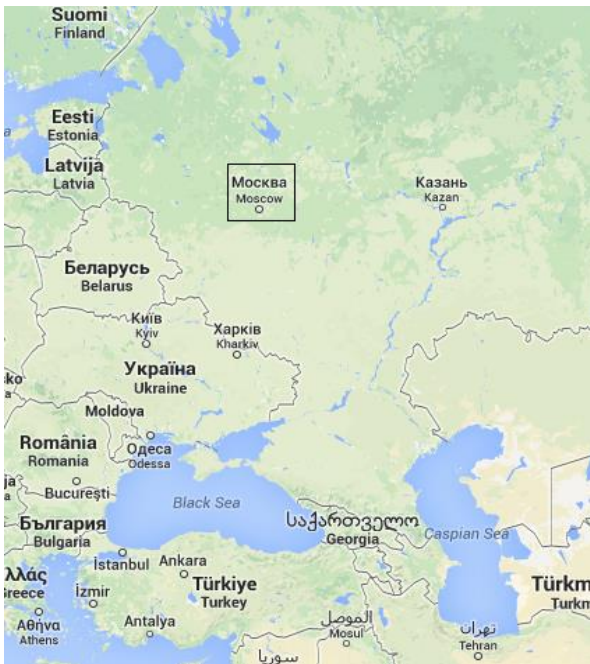 Suomi
Finland
Eesti
Estonia
Latvija
Latvia
Москва
Moscow
Казань
Kazan
Беларусь
Belarus
Київ
Kyiv
Харків
Kharkiv
Україна
Ukraine
Moldova
Одеса
Odessa
România
Romania
București
Black Sea
България
Bulgaria
საქართველო
Georgia
Caspian Sea
İstanbul
Ankara
Türkiye
Turkey
İzmir
Αθήνα
Athens
Antalya
الموصل
Mosul
تهران
Tehran
سوريا